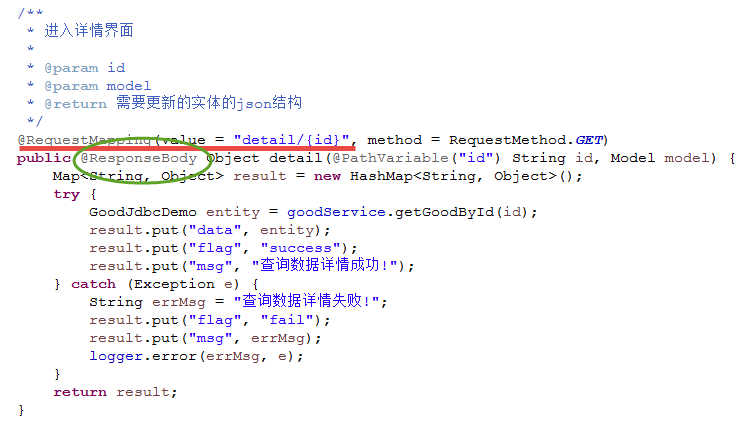 /**
 * 进入详情界面
 *
 * @param id
 * @param model
 * @return 需要更新的实体的json结构
 */
@RequestMapping(value = "detail/{id}", method = RequestMethod.GET)
public @ResponseBody Object detail(@PathVariable("id") String id, Model model) {
    Map<String, Object> result = new HashMap<String, Object>();
    try {
        GoodJdbcDemo entity = goodService.getGoodById(id);
        result.put("data", entity);
        result.put("flag", "success");
        result.put("msg", "查询数据详情成功!");
    } catch (Exception e) {
        String errMsg = "查询数据详情失败!";
        result.put("flag", "fail");
        result.put("msg", errMsg);
        logger.error(errMsg, e);
    }
    return result;
}